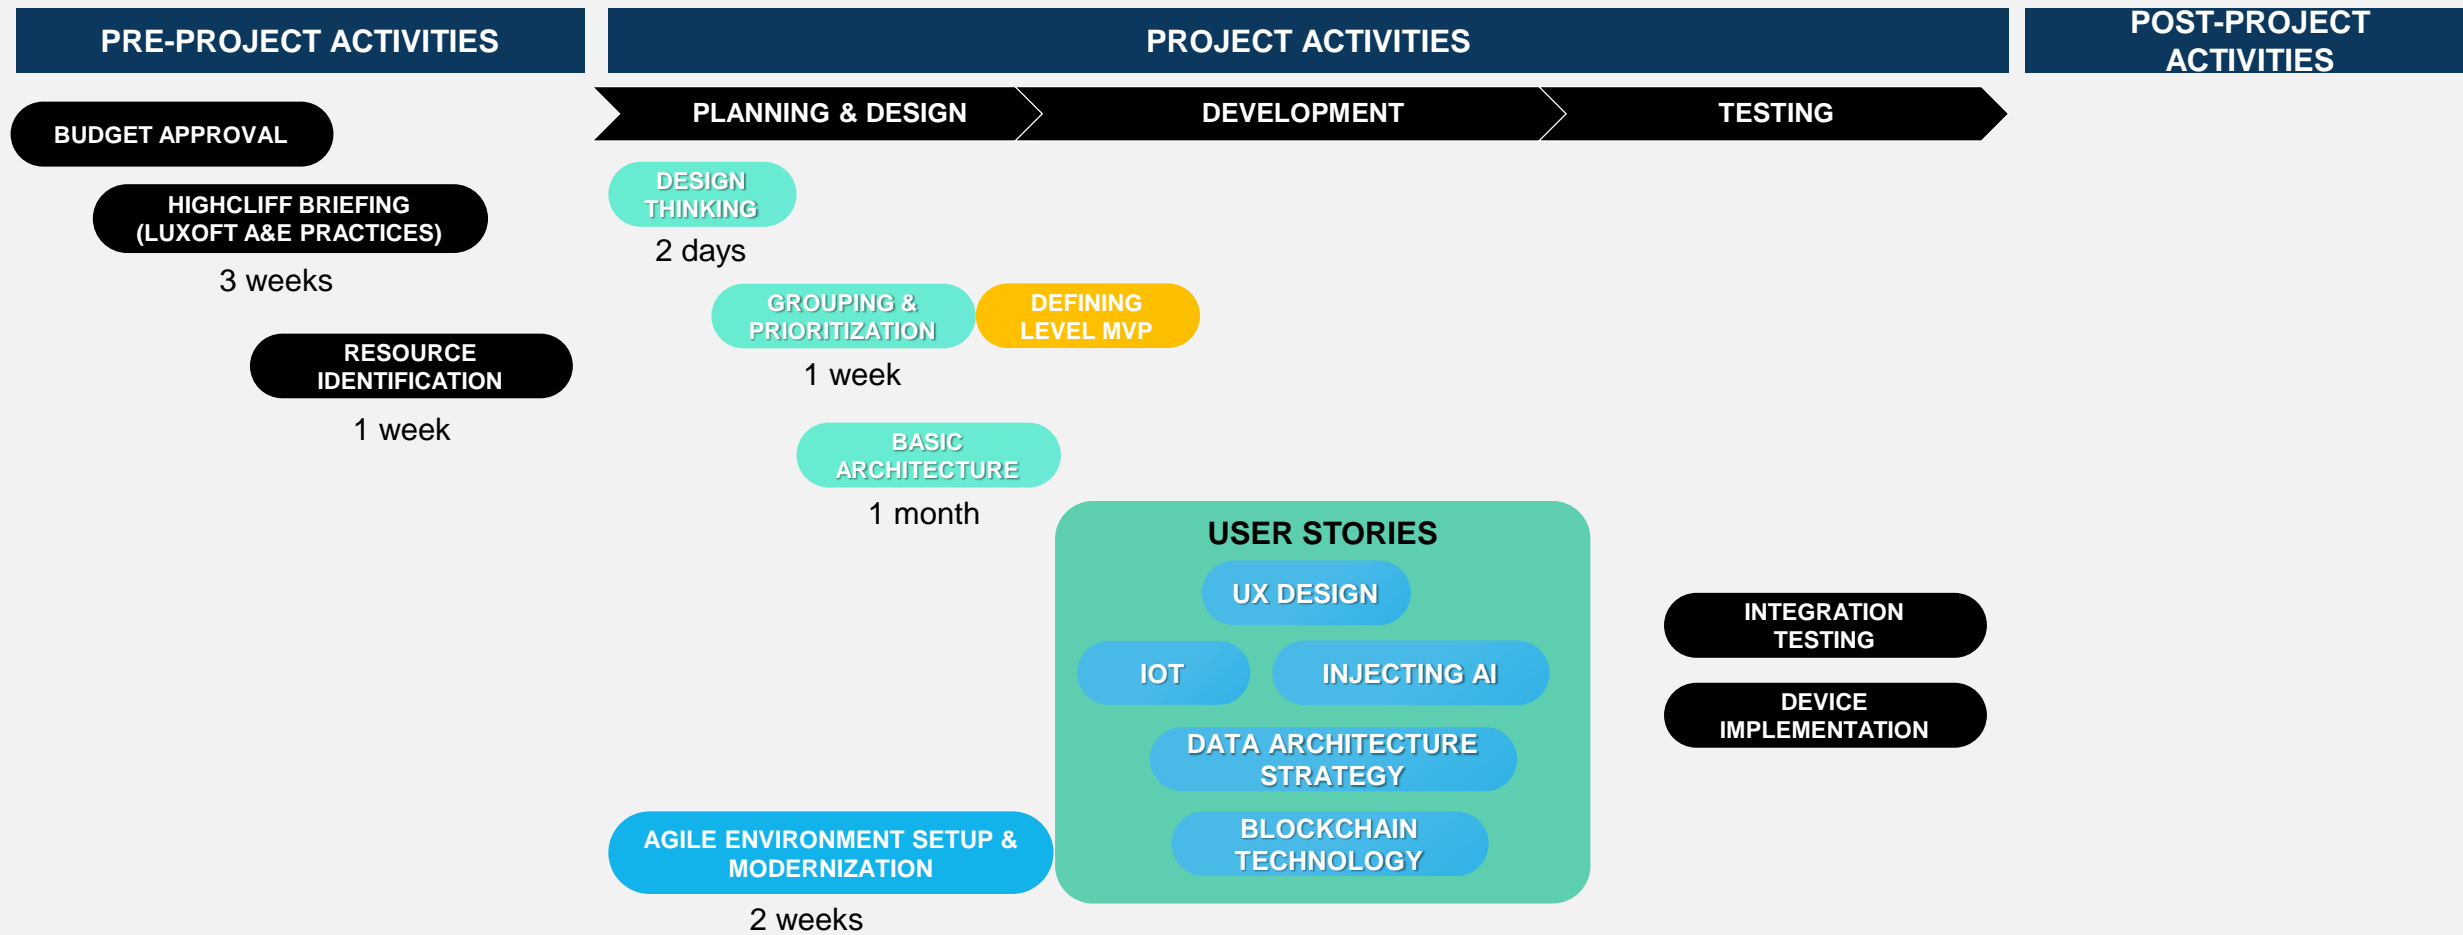 PRE-PROJECT ACTIVITIES
PROJECT ACTIVITIES
POST-PROJECT
ACTIVITIES
PLANNING & DESIGN
DEVELOPMENT
TESTING
BUDGET APPROVAL
HIGHCLIFF BRIEFING
(LUXOFT A&E PRACTICES)
3 weeks
RESOURCE
IDENTIFICATION
1 week
DESIGN
THINKING
2 days
GROUPING &
PRIORITIZATION
1 week
DEFINING
LEVEL MVP
BASIC
ARCHITECTURE
1 month
USER STORIES
UX DESIGN
IOT
INJECTING AI
DATA ARCHITECTURE
STRATEGY
BLOCKCHAIN
TECHNOLOGY
AGILE ENVIRONMENT SETUP &
MODERNIZATION
2 weeks
INTEGRATION
TESTING
DEVICE
IMPLEMENTATION